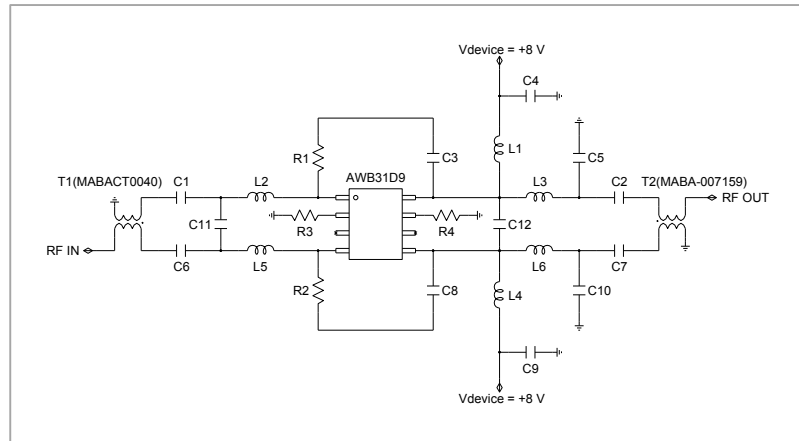 Vdevice = +8 V
C4
R1
C3
L1
C5
T1(MABACT0040)
C1
L2
AWB31D9
L3
C2
T2(MABA-007159)
RF OUT
C11
R3
R4
C12
RF IN
C6
L5
L6
C7
R2
C8
L4
C10
C9
Vdevice = +8 V